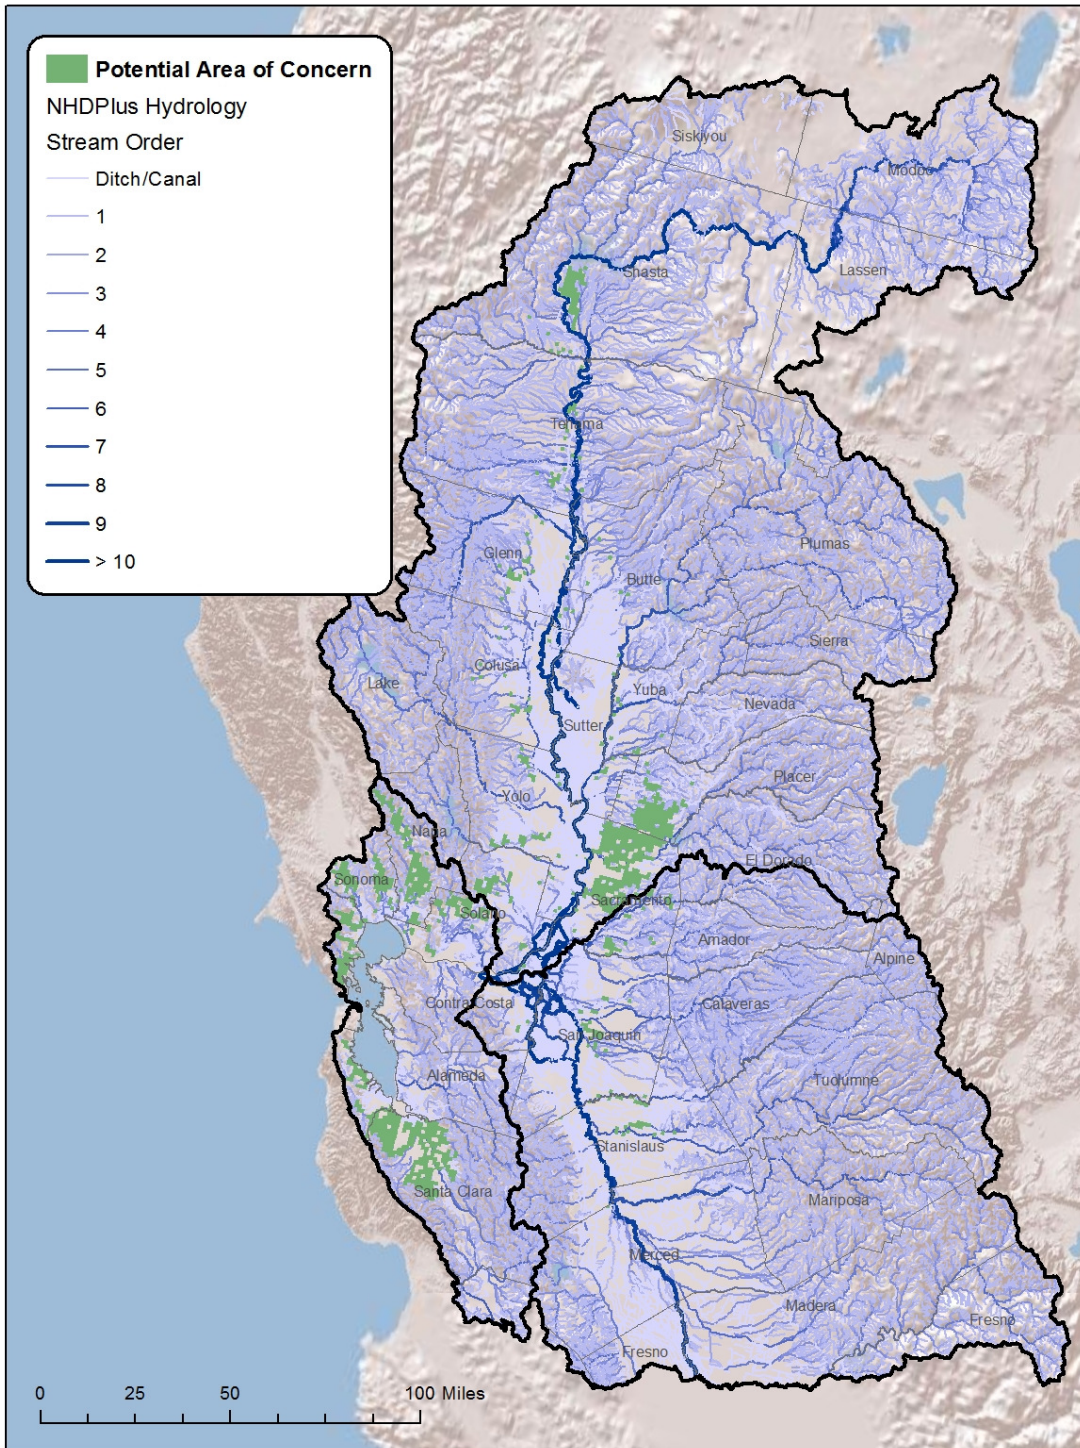 Potential Area of Concern
NHDPlus Hydrology
Stream Order
Ditch/Canal
1
2
3
4
5
6
7
8
9
> 10
Siskiyou
Modoc
Shasta
Lassen
Tehama
Plumas
Glenn
Butte
Sierra
Colusa
Lake
Yuba
Nevada
Sutter
Placer
Yolo
Napa
El Dorado
Sonoma
Sacramento
Solano
Amador
Alpine
Contra Costa
Calaveras
San Joaquin
Alameda
Tuolumne
Stanislaus
Santa Clara
Mariposa
Merced
Madera
Fresno
Fresno
0 25 50 100 Miles